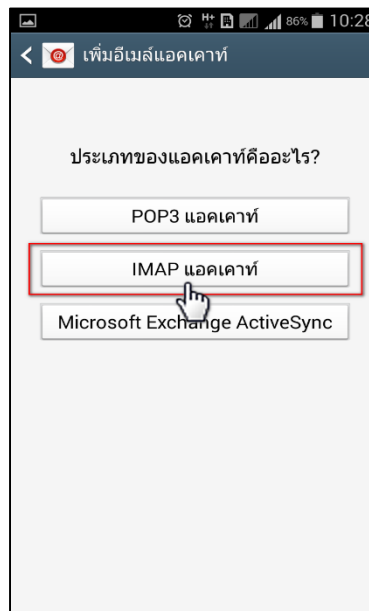 H+ 86% 10:28
เพิ่มอีเมล์แอคเคาท์
ประเภทของแอคเคาท์คืออะไร?
POP3 แอคเคาท์
IMAP แอคเคาท์
Microsoft Exchange ActiveSync